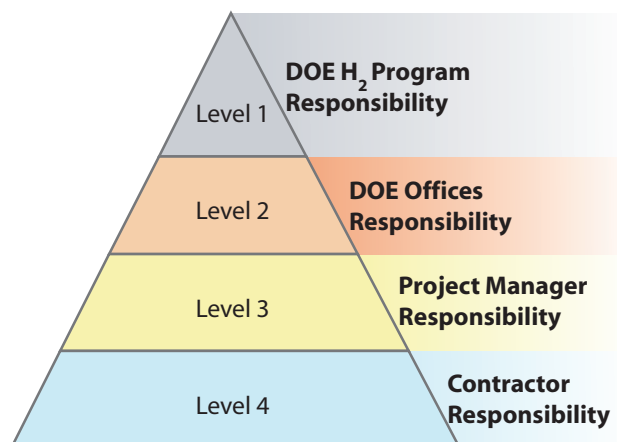 DOE H₂ Program
Responsibility
Level 1
DOE Offices
Responsibility
Level 2
Project Manager
Responsibility
Level 3
Contractor
Responsibility
Level 4